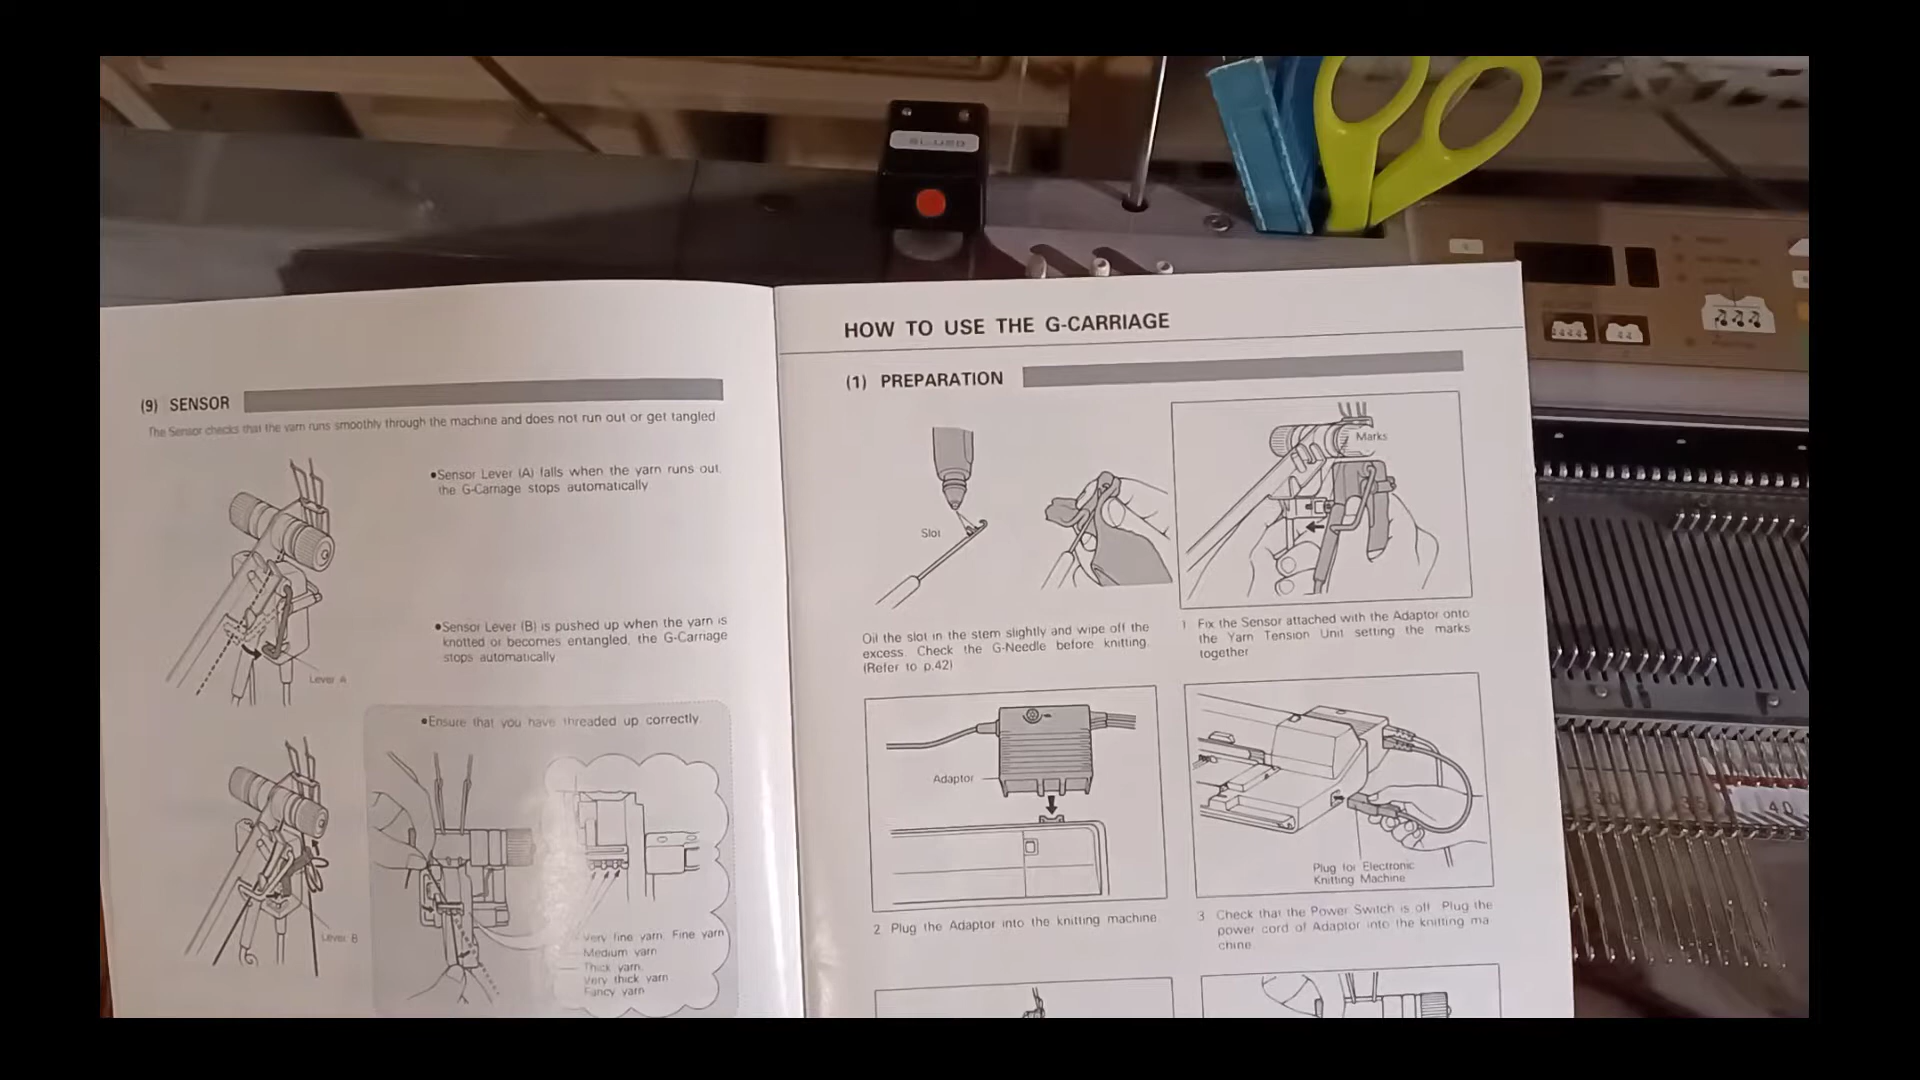 (9) SENSOR
The Sensor checks that the yarn runs smoothly through the machine and does not run out or get tangled
●Sensor Lever (A) falls when the yarn runs out,
the G-Carriage stops automatically
Lever A
●Sensor Lever (B) is pushed up when the yarn is
knotted or becomes entangled, the G-Carriage
stops automatically
Lever B
●Ensure that you have threaded up correctly
Very fine yarn Fine yarn
Medium yarn
Thick yarn
Very thick yarn
Fancy yarn
HOW TO USE THE G-CARRIAGE
(1) PREPARATION
Slot
Oil the slot in the stem slightly and wipe off the
excess. Check the G-Needle before knitting.
(Refer to p.42)
Marks
1 Fix the Sensor attached with the Adaptor onto
the Yarn Tension Unit setting the marks
together
Adaptor
2 Plug the Adaptor into the knitting machine
Plug for Electronic
Knitting Machine
3 Check that the Power Switch is off Plug the
power cord of Adaptor into the knitting ma
chine
30
35
40